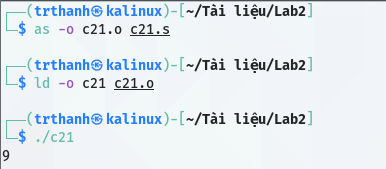 ┌──(trthanh㉿kalinux)-[~/Tài liệu/Lab2]
└─$ as -o c21.o c21.s
┌──(trthanh㉿kalinux)-[~/Tài liệu/Lab2]
└─$ ld -o c21 c21.o
┌──(trthanh㉿kalinux)-[~/Tài liệu/Lab2]
└─$ ./c21
9